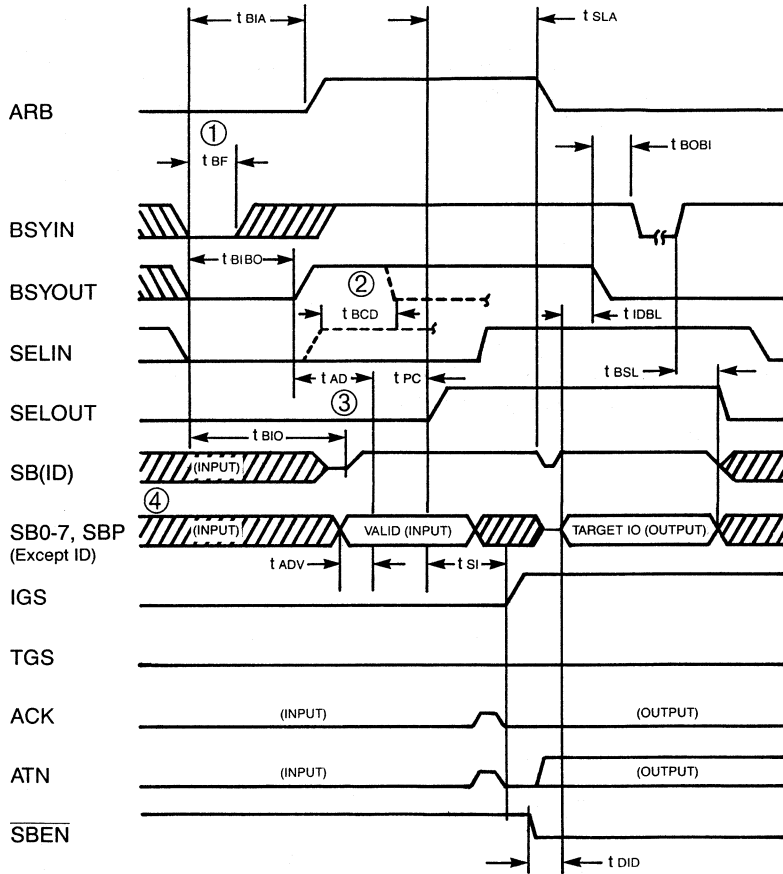 t BIA
t SLA
ARB
①
t BF
t BOBI
BSYIN
t BIBO
BSYOUT
②
t BCD
t IDBL
SELIN
t AD
t PC
t BSL
③
SELOUT
t BIO
SB(ID)
(INPUT)
④
SB0-7, SBP
(Except ID)
(INPUT)
VALID (INPUT)
TARGET IO (OUTPUT)
t ADV
t SI
IGS
TGS
ACK
(INPUT)
(OUTPUT)
ATN
(INPUT)
(OUTPUT)
SBEN
t DID